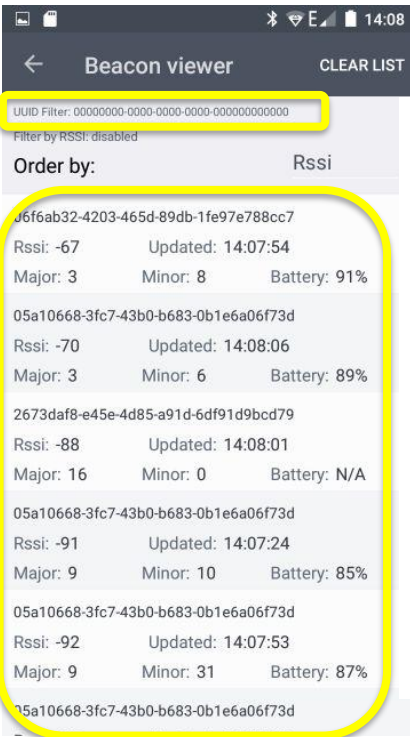 E 14:08
Beacon viewer CLEAR LIST
UUID Filter: 00000000-0000-0000-0000-000000000000
Filter by RSSI: disabled
Order by: Rssi
06f6ab32-4203-465d-89db-1fe97e788cc7
Rssi: -67 Updated: 14:07:54
Major: 3 Minor: 8 Battery: 91%
05a10668-3fc7-43b0-b683-0b1e6a06f73d
Rssi: -70 Updated: 14:08:06
Major: 3 Minor: 6 Battery: 89%
2673daf8-e45e-4d85-a91d-6df91d9bcd79
Rssi: -88 Updated: 14:08:01
Major: 16 Minor: 0 Battery: N/A
05a10668-3fc7-43b0-b683-0b1e6a06f73d
Rssi: -91 Updated: 14:07:24
Major: 9 Minor: 10 Battery: 85%
05a10668-3fc7-43b0-b683-0b1e6a06f73d
Rssi: -92 Updated: 14:07:53
Major: 9 Minor: 31 Battery: 87%
05a10668-3fc7-43b0-b683-0b1e6a06f73d